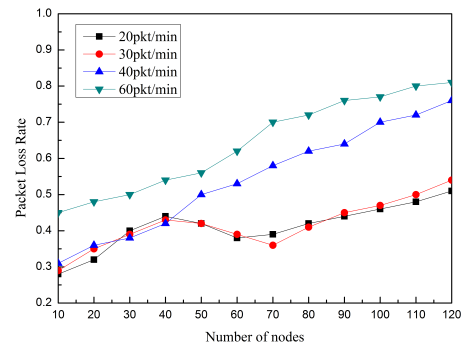 1.0
0.9
0.8
0.7
0.6
0.5
0.4
0.3
0.2
Packet Loss Rate
20pkt/min
30pkt/min
40pkt/min
60pkt/min
10 20 30 40 50 60 70 80 90 100 110 120
Number of nodes